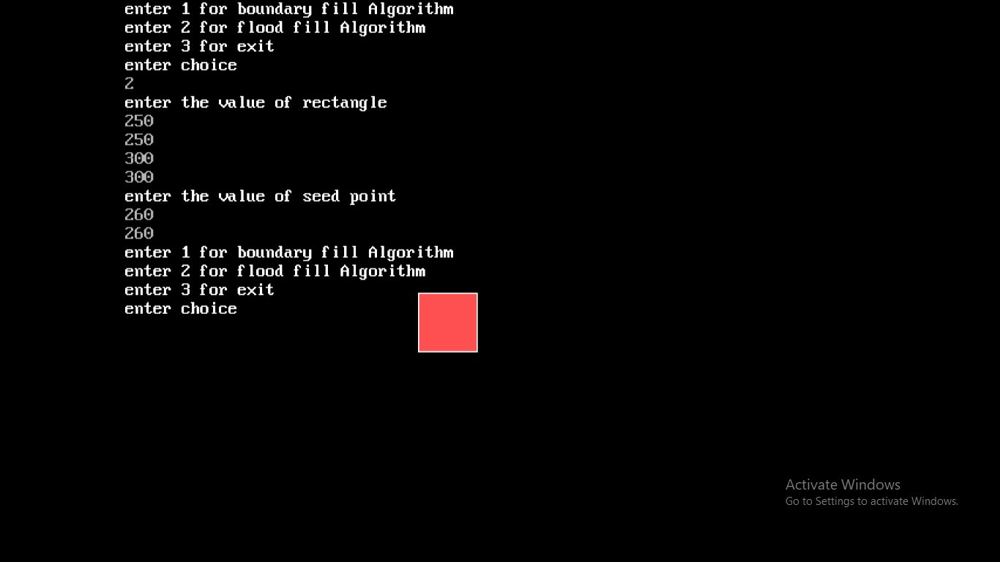 enter 1 for boundary fill Algorithm
enter 2 for flood fill Algorithm
enter 3 for exit
enter choice
2
enter the value of rectangle
250
250
300
300
enter the value of seed point
260
260
enter 1 for boundary fill Algorithm
enter 2 for flood fill Algorithm
enter 3 for exit
enter choice
Activate Windows
Go to Settings to activate Windows.